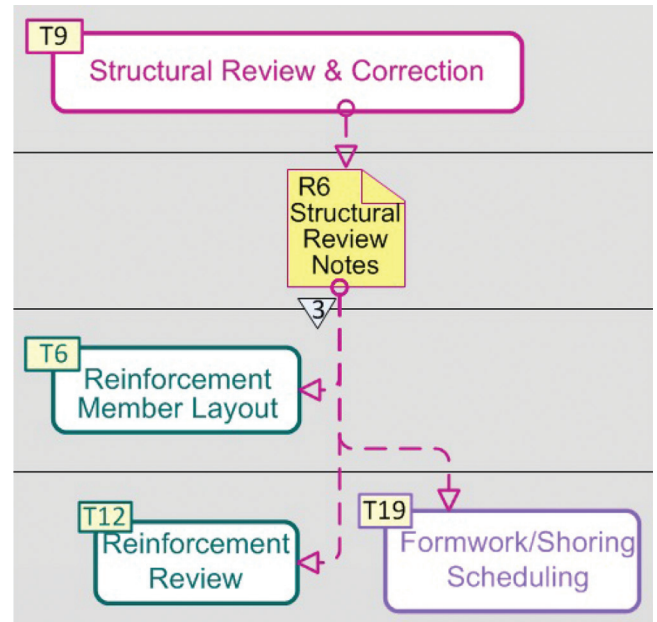 T9
Structural Review & Correction
R6
Structural
Review
Notes
3
T6
Reinforcement
Member Layout
T12
Reinforcement
Review
T19
Formwork/Shoring
Scheduling